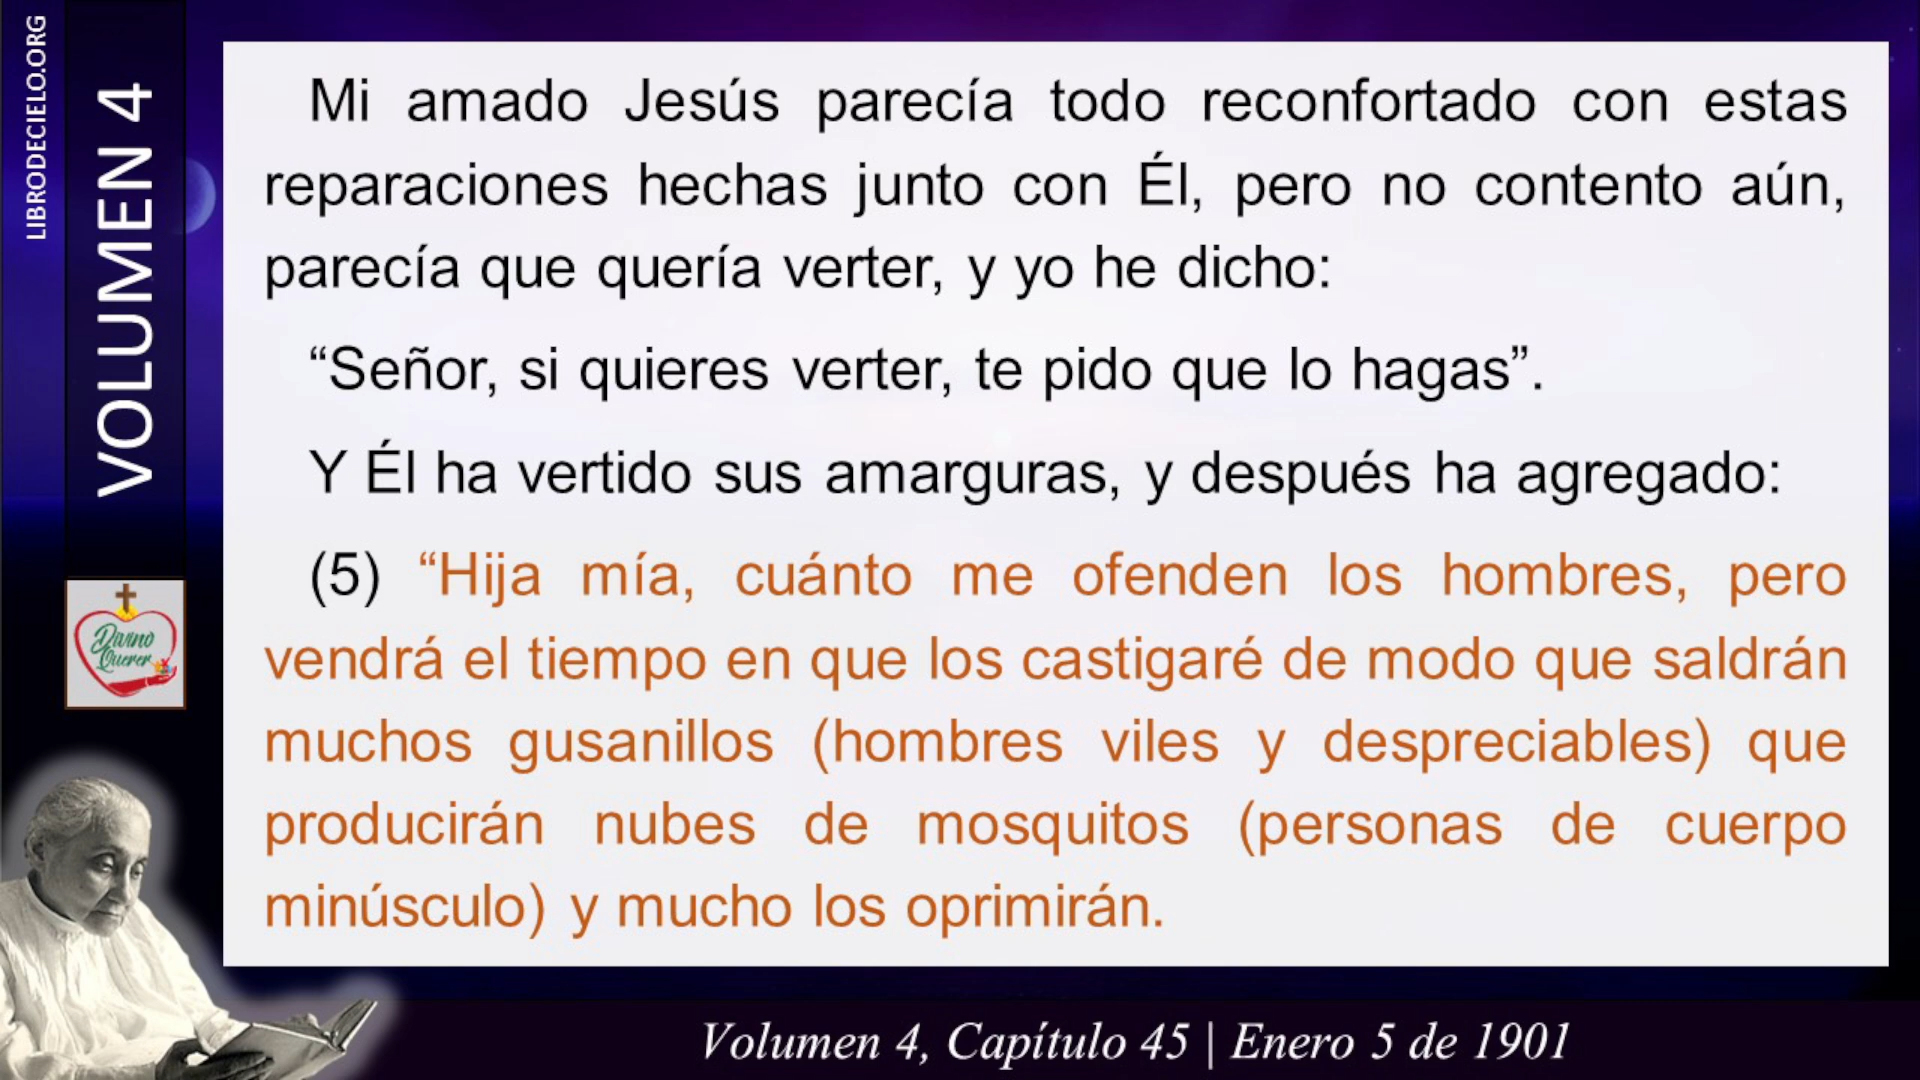 LIBRODECIELO.ORG
VOLUMEN 4
Divino
Querer
Mi amado Jesús parecía todo reconfortado con estas
reparaciones hechas junto con Él, pero no contento aún,
parecía que quería verter, y yo he dicho:
“Señor, si quieres verter, te pido que lo hagas”.
Y Él ha vertido sus amarguras, y después ha agregado:
(5) “Hija mía, cuánto me ofenden los hombres, pero
vendrá el tiempo en que los castigaré de modo que saldrán
muchos gusanillos (hombres viles y despreciables) que
producirán nubes de mosquitos (personas de cuerpo
minúsculo) y mucho los oprimirán.
Volumen 4, Capítulo 45 | Enero 5 de 1901